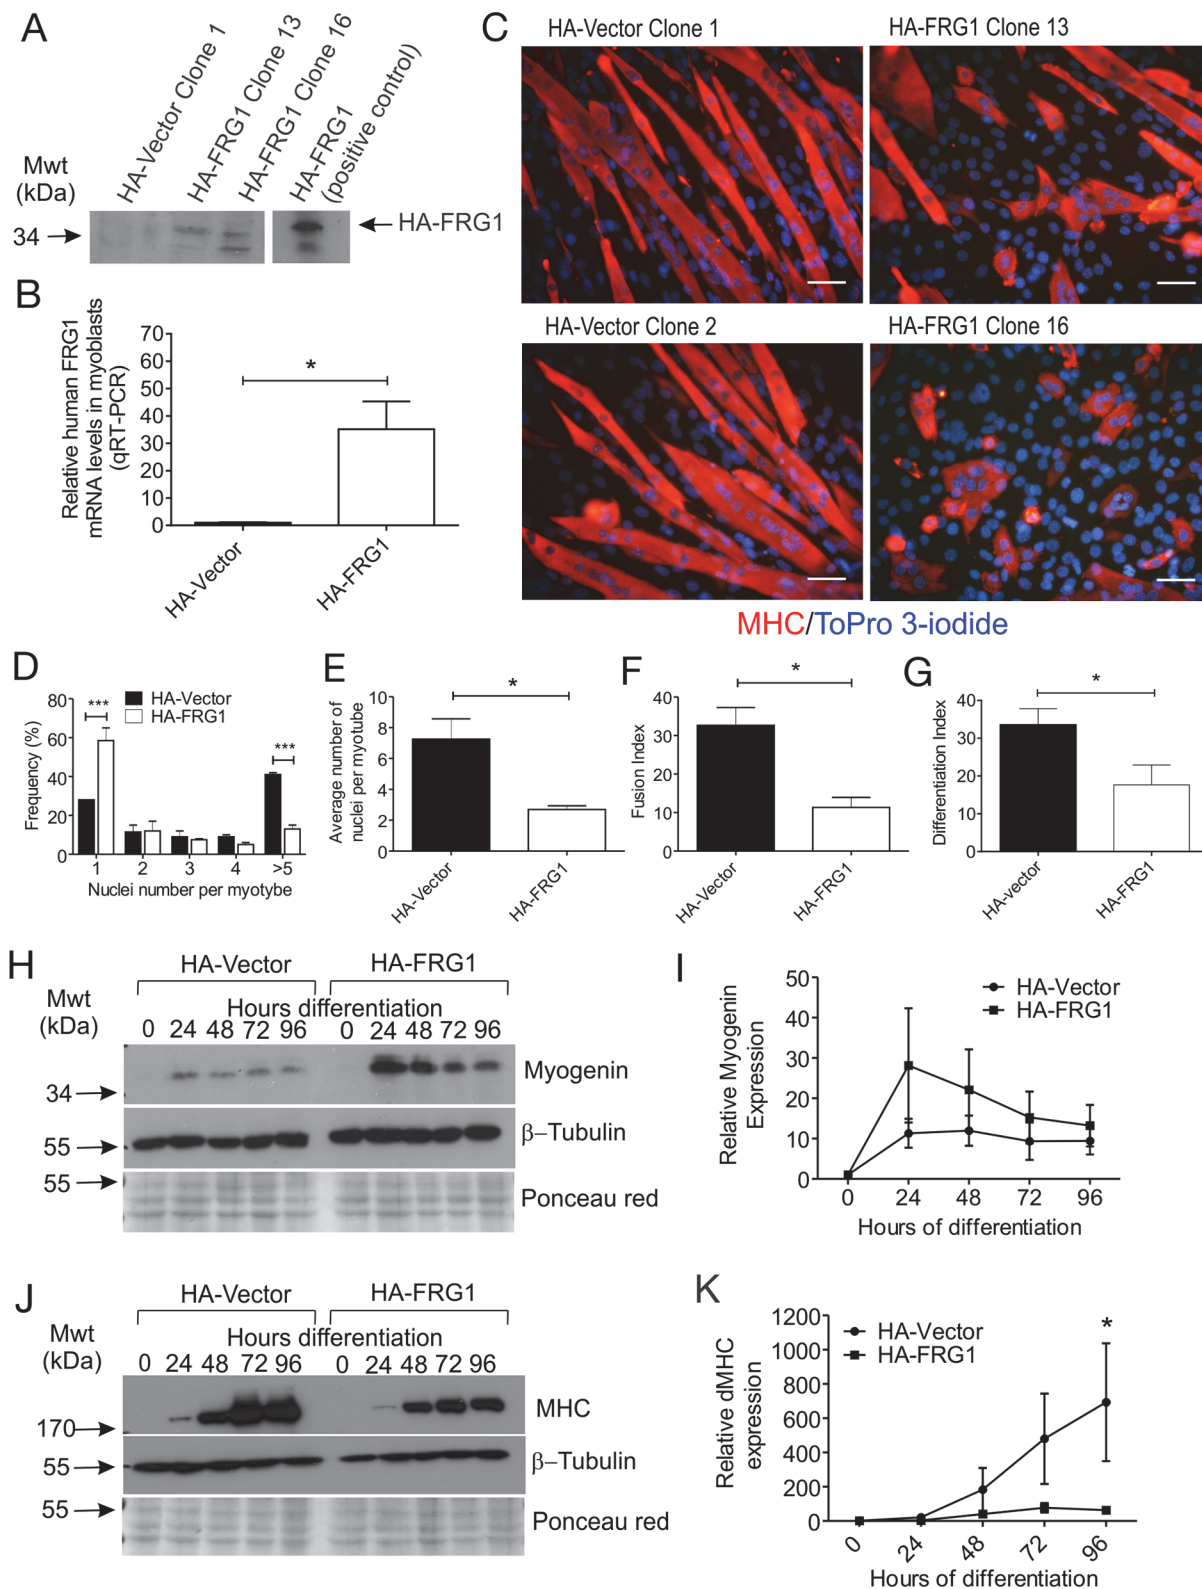 A
HA-Vector Clone 1
HA-FRG1 Clone 13
HA-FRG1 Clone 16
HA-FRG1
(positive control)
Mwt
(kDa)
34
HA-FRG1
B
Relative human FRG1
mRNA levels in myoblasts
(qRT-PCR)
70
60
50
40
30
20
10
0
*
HA-Vector
HA-FRG1
C
HA-Vector Clone 1
HA-FRG1 Clone 13
HA-Vector Clone 2
HA-FRG1 Clone 16
MHC/ToPro 3-iodide
D
HA-Vector
HA-FRG1
Frequency (%)
80
60
40
20
0
***
***
1 2 3 4 >5
Nuclei number per myotybe
E
Average number of
nuclei per myotube
10
8
6
4
2
0
*
HA-Vector
HA-FRG1
F
Fusion Index
40
30
20
10
0
*
HA-Vector
HA-FRG1
G
Differentiation Index
40
30
20
10
0
*
HA-vector
HA-FRG1
H
HA-Vector
HA-FRG1
Mwt
(kDa)
Hours differentiation
0 24 48 72 96 0 24 48 72 96
34
Myogenin
55
β–Tubulin
55
Ponceau red
I
Relative Myogenin
Expression
50
40
30
20
10
0
HA-Vector
HA-FRG1
0 24 48 72 96
Hours of differentiation
J
HA-Vector
HA-FRG1
Mwt
(kDa)
Hours differentiation
0 24 48 72 96 0 24 48 72 96
170
MHC
55
β–Tubulin
55
Ponceau red
K
Relative dMHC
expression
1200
1000
800
600
400
200
0
HA-Vector
HA-FRG1
*
0 24 48 72 96
Hours of differentiation